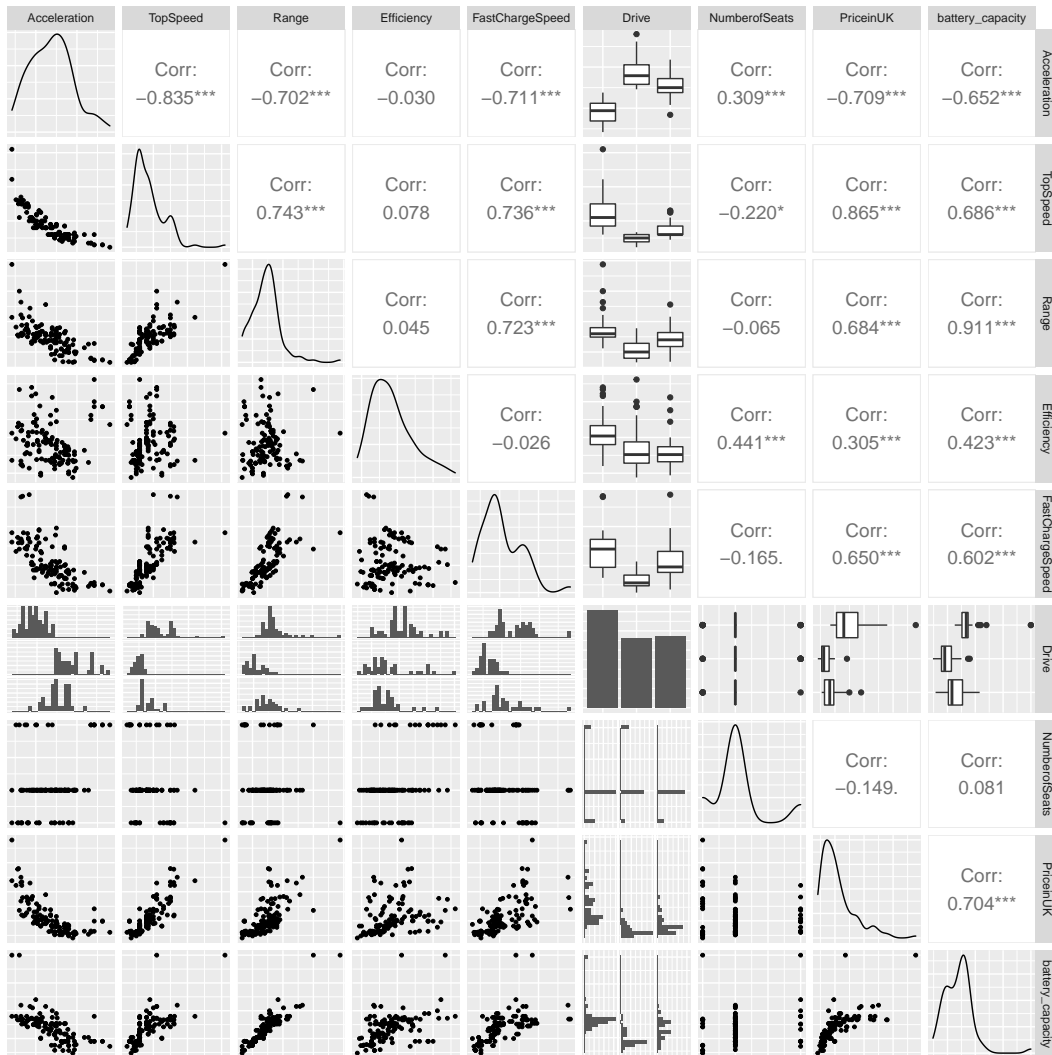 Acceleration TopSpeed Range Efficiency FastChargeSpeed Drive NumberofSeats PriceinUK battery_capacity
Corr: Corr: Corr: Corr: Corr: Corr: Corr:
−0.835*** −0.702*** −0.030 −0.711*** 0.309*** −0.709*** −0.652***
Acceleration
Corr: Corr: Corr: Corr: Corr: Corr:
0.743*** 0.078 0.736*** −0.220* 0.865*** 0.686***
TopSpeed
Corr: Corr: Corr: Corr: Corr:
0.045 0.723*** −0.065 0.684*** 0.911***
Range
Corr: Corr: Corr: Corr:
−0.026 0.441*** 0.305*** 0.423***
Efficiency
Corr: Corr: Corr:
−0.165. 0.650*** 0.602***
FastChargeSpeed
Drive
Corr: Corr:
−0.149. 0.081
NumberofSeats
Corr:
0.704***
PriceinUK
battery_capacity